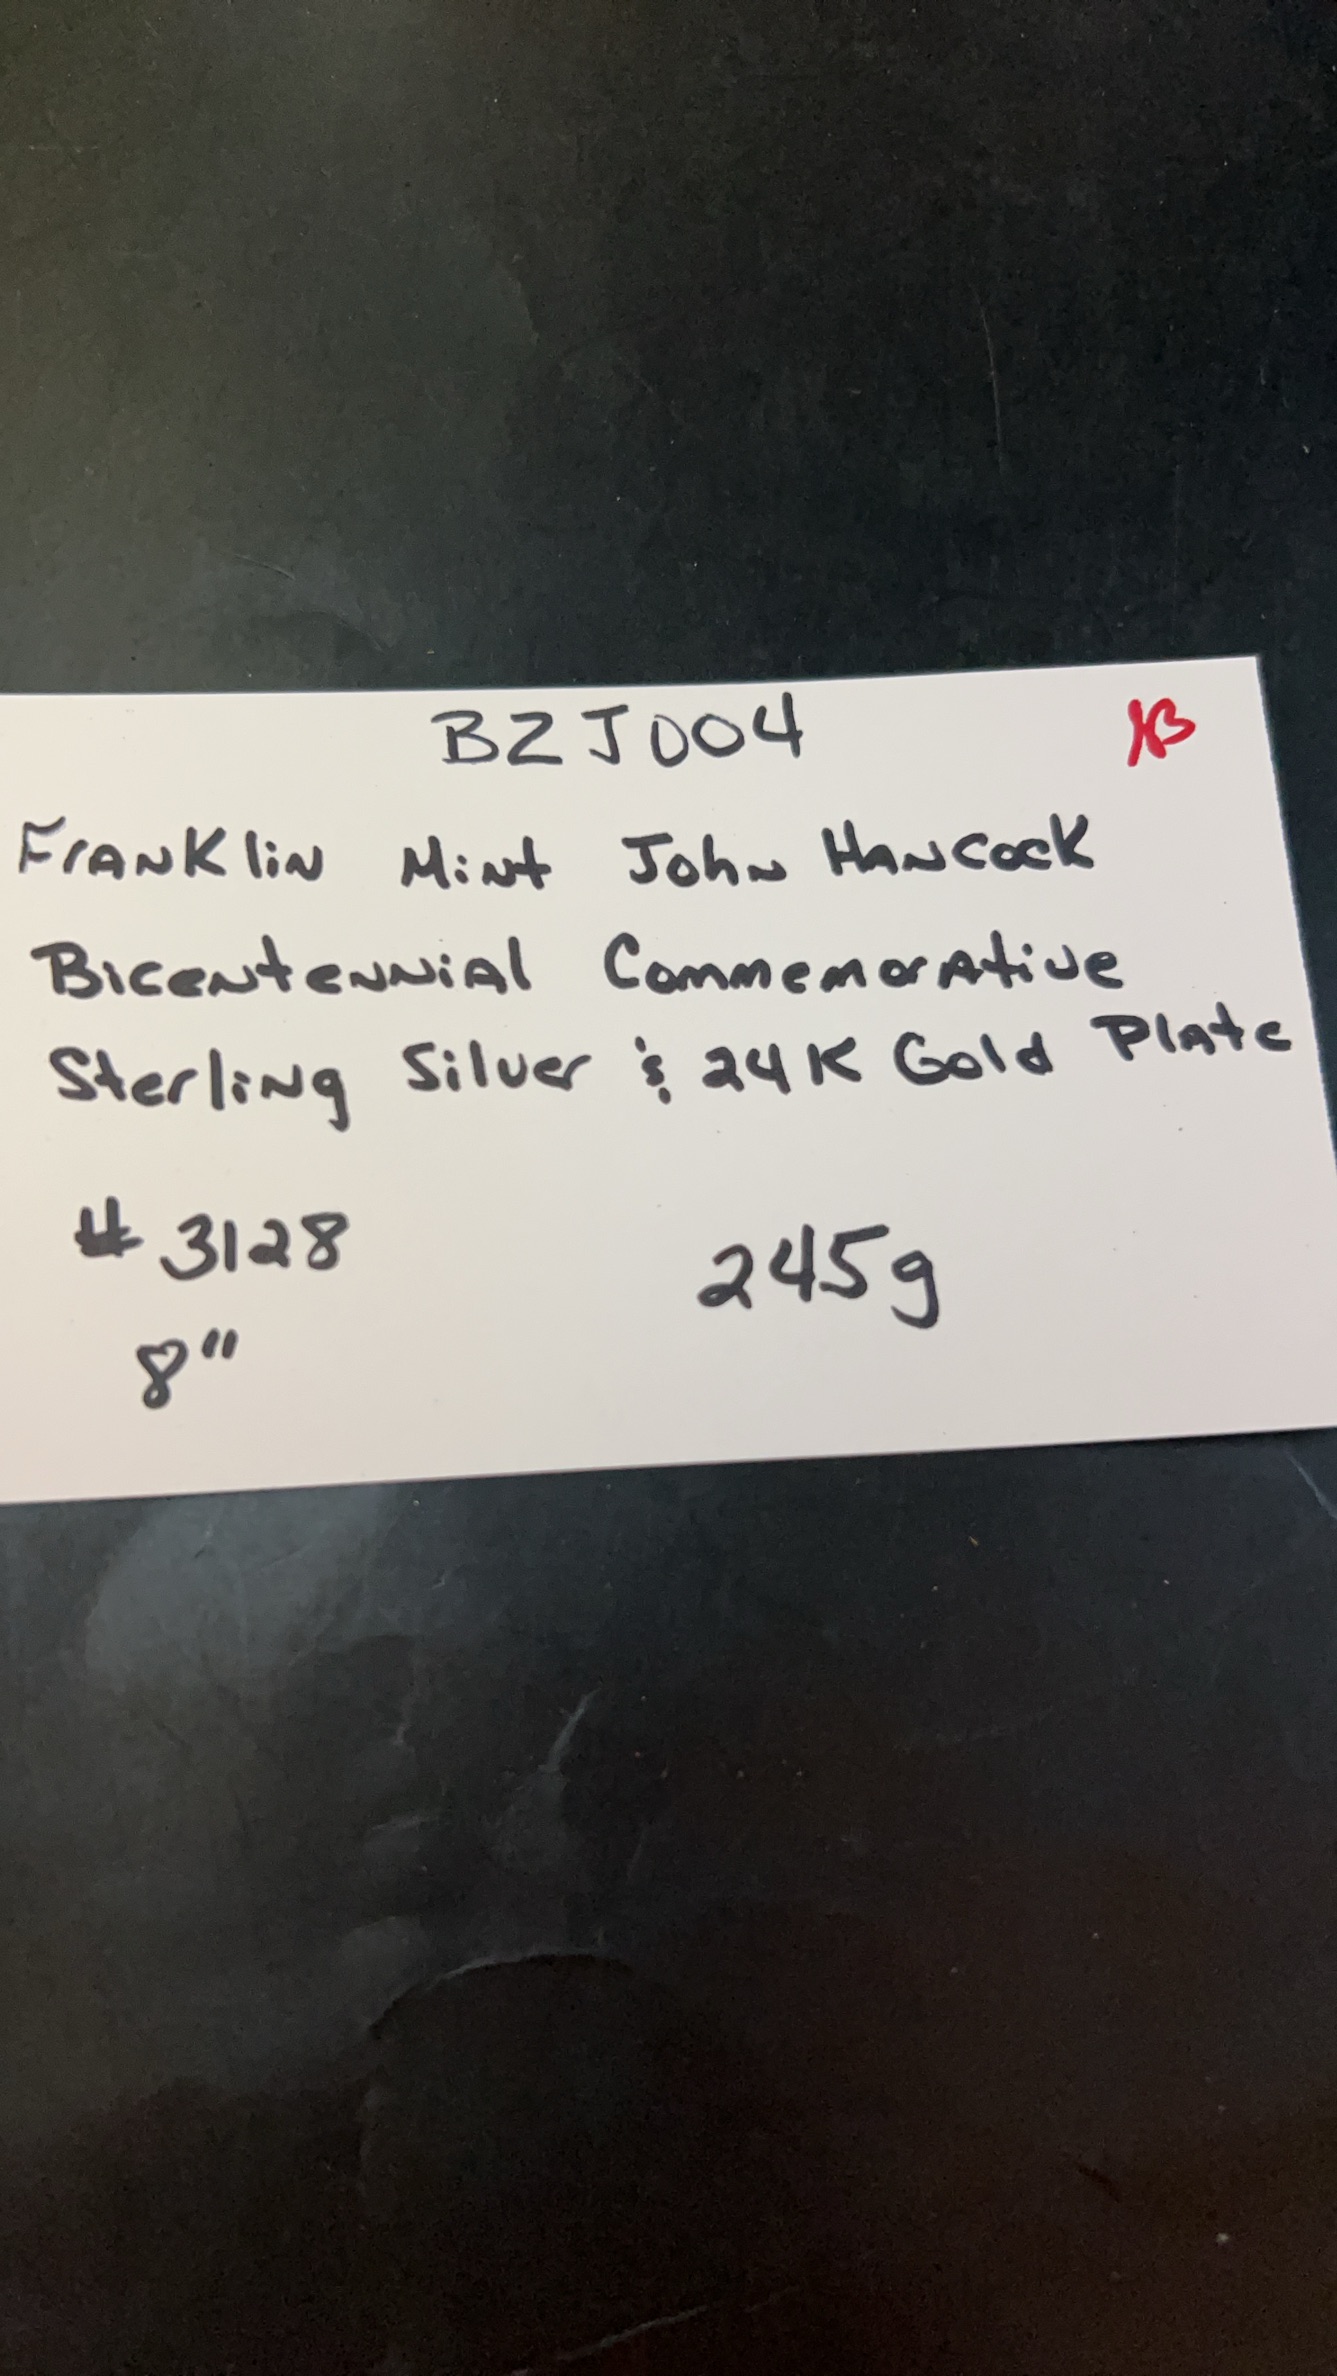 BZJ004
Franklin Mint John Hancock
Bicentennial Commemorative
Sterling Silver & 24K Gold Plate
# 3128
245g
8"